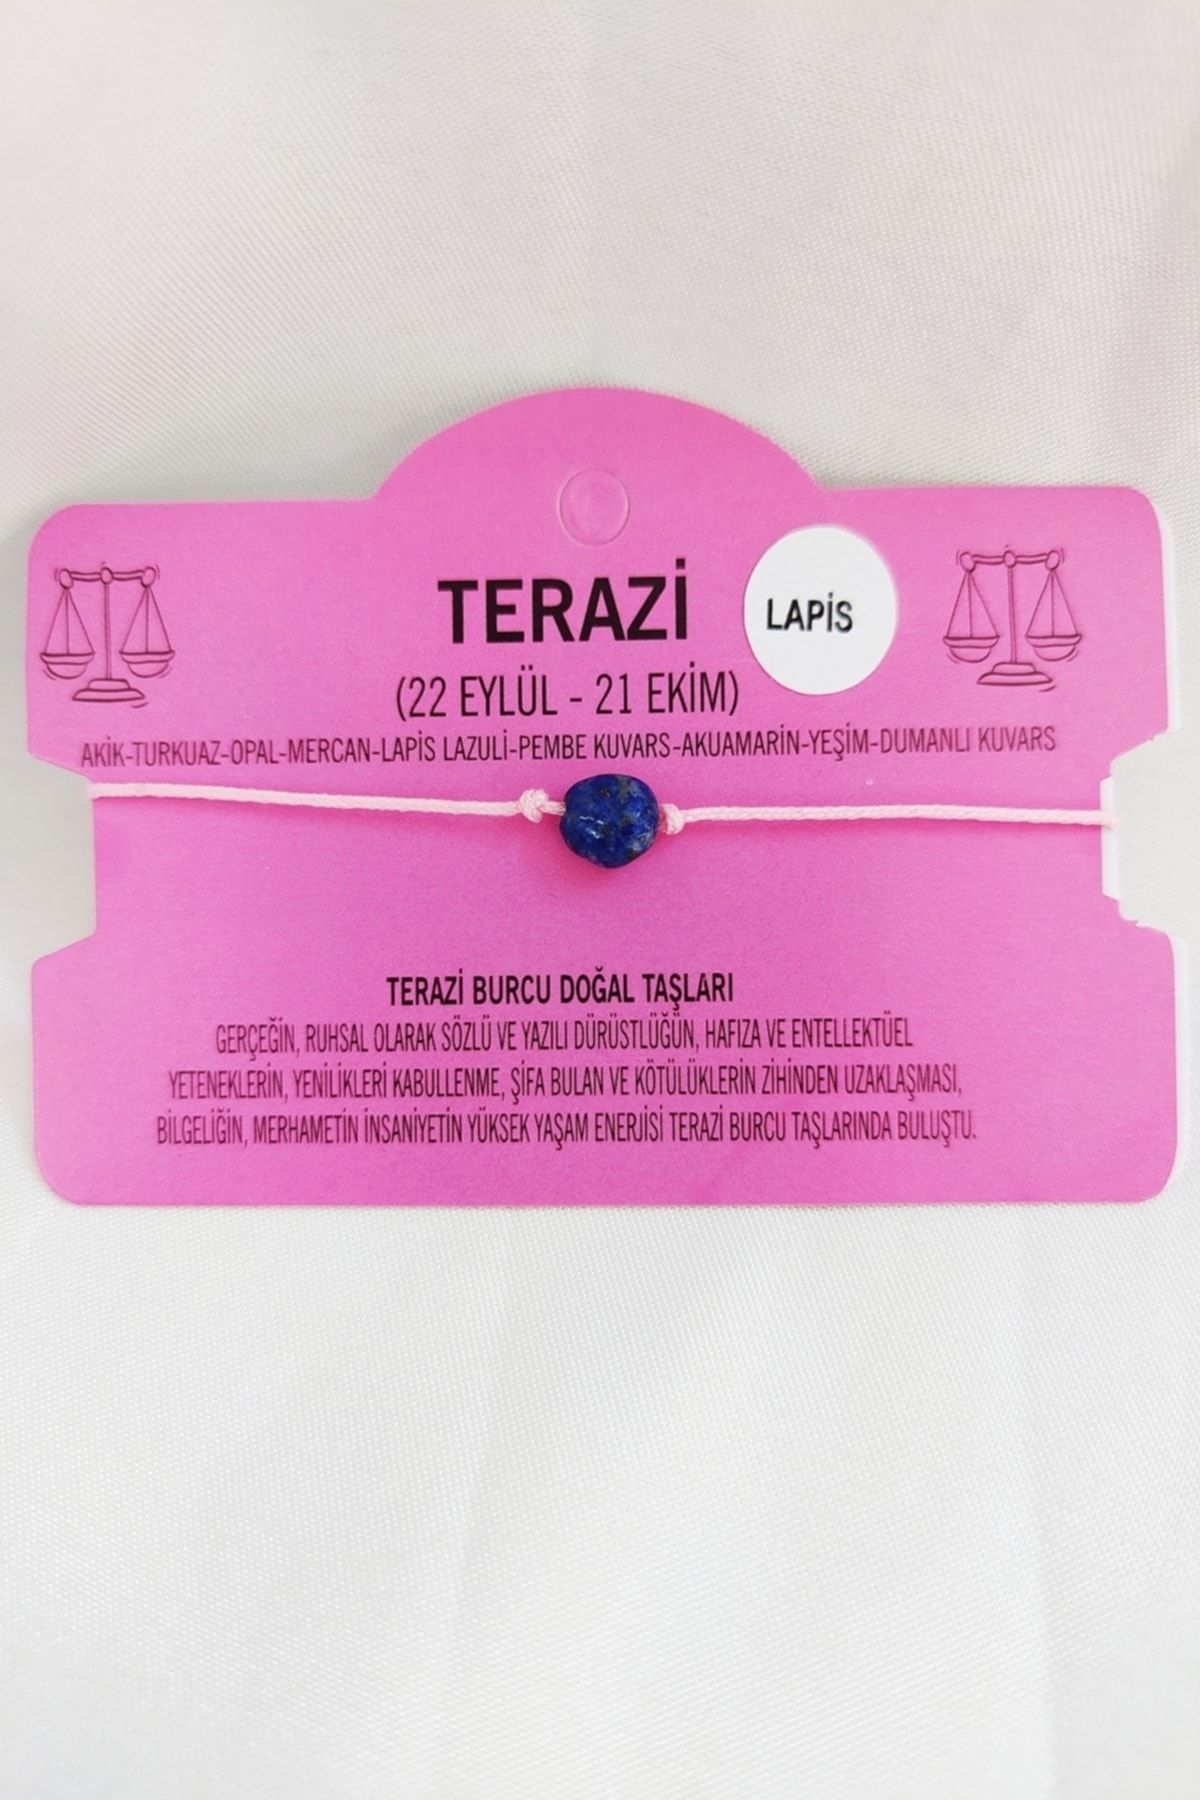 TERAZİ
LAPİS
(22 EYLÜL - 21 EKİM)
AKİK-TURKUAZ-OPAL-MERCAN-LAPİS LAZULİ-PEMBE KUVARS-AKUAMARİN-YEŞİM-DUMANLI KUVARS
TERAZİ BURCU DOĞAL TAŞLARI
GERÇEĞİN, RUHSAL OLARAK SÖZLÜ VE YAZILI DÜRÜSTLÜĞÜN, HAFIZA VE ENTELLEKTÜEL
YETENEKLERİN, YENİLİKLERİ KABULLENME, ŞİFA BULAN VE KÖTÜLÜKLERİN ZİHİNDEN UZAKLAŞMASI,
BİLGELİĞİN, MERHAMETİN İNSANİYETİN YÜKSEK YAŞAM ENERJİSİ TERAZİ BURCU TAŞLARINDA BULUŞTU.